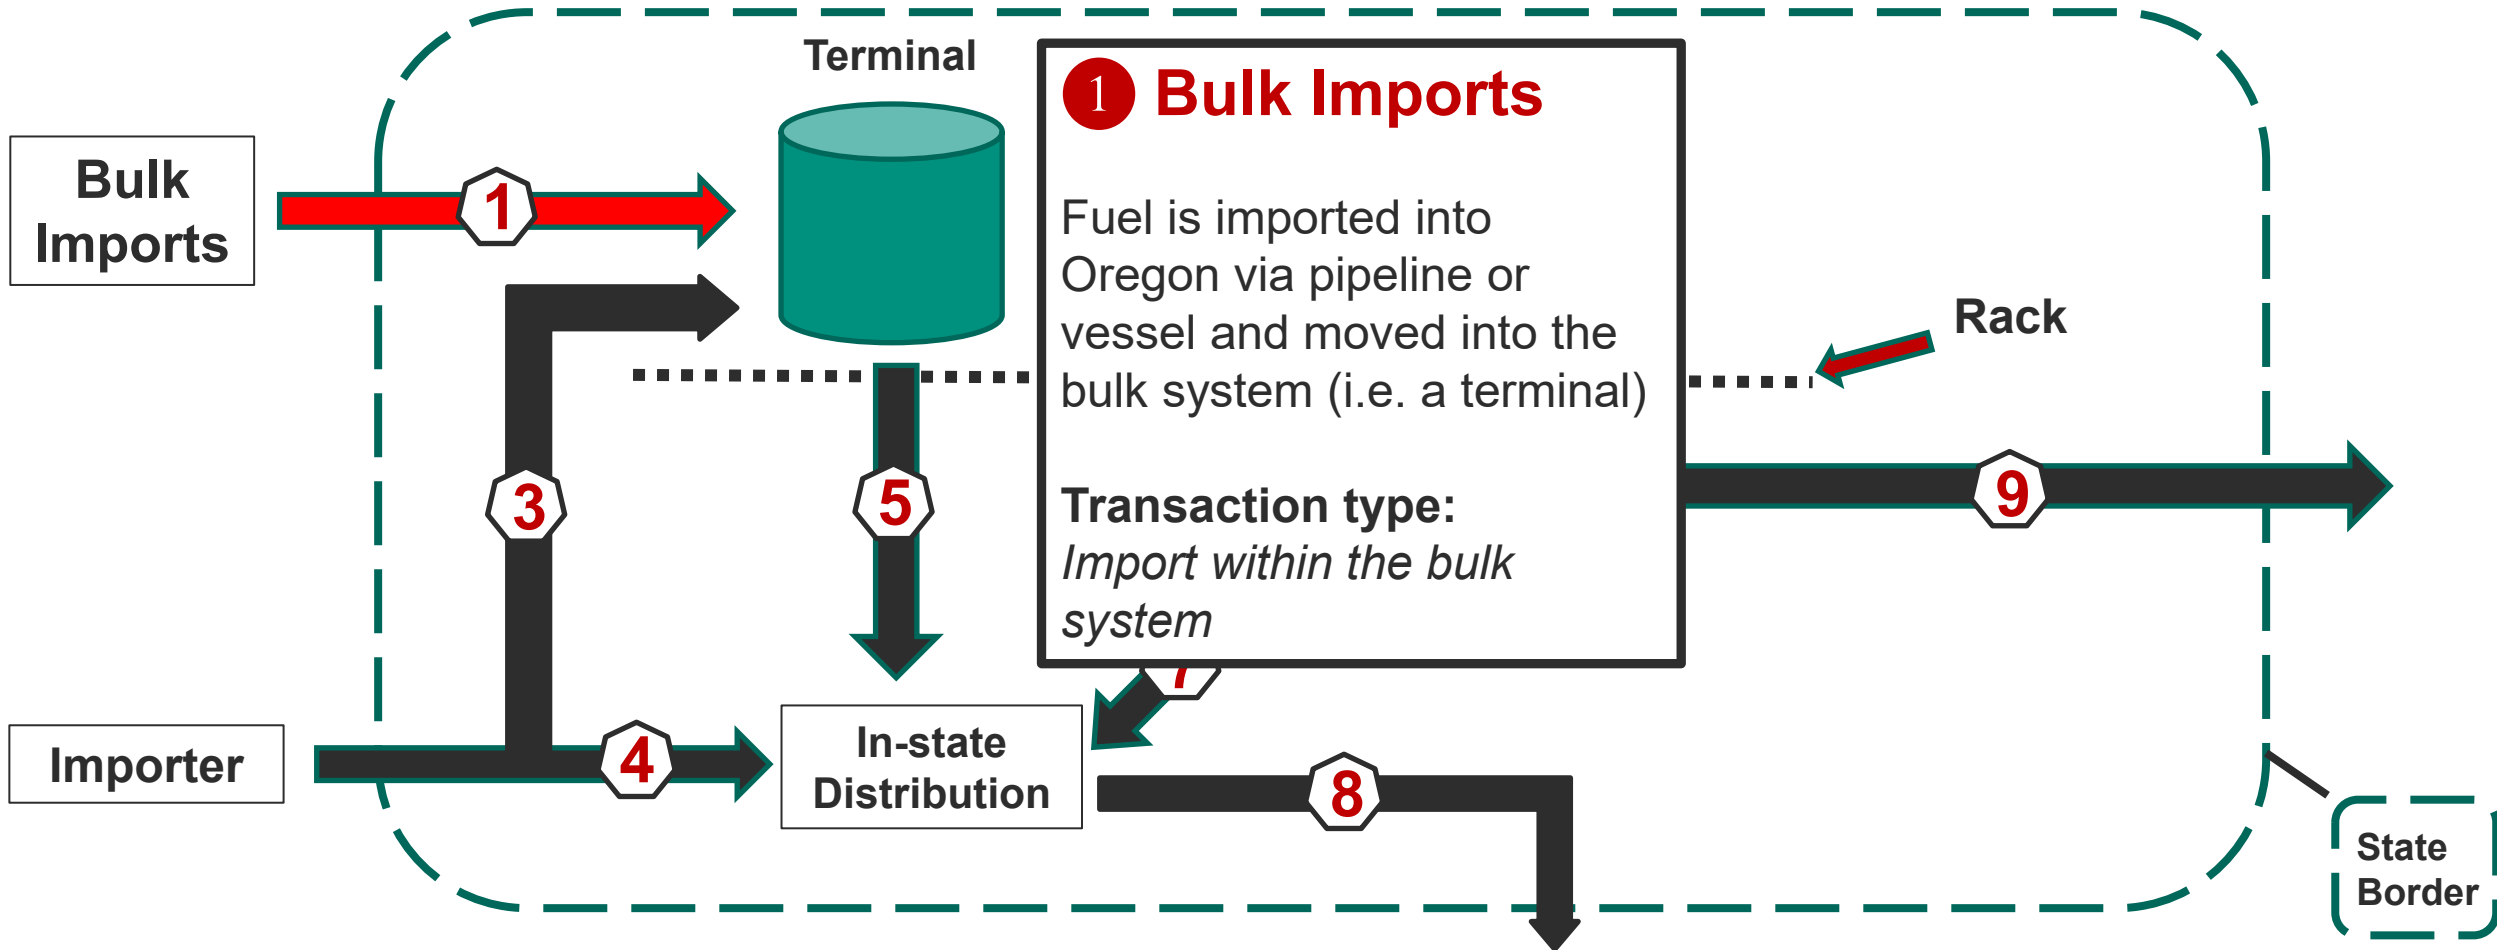 Terminal
Bulk
Imports
1
1 Bulk Imports
Fuel is imported into
Oregon via pipeline or
vessel and moved into the
bulk system (i.e. a terminal)
Transaction type:
Import within the bulk
system
Rack
3
5
9
7
Importer
4
In-state
Distribution
8
State
Border